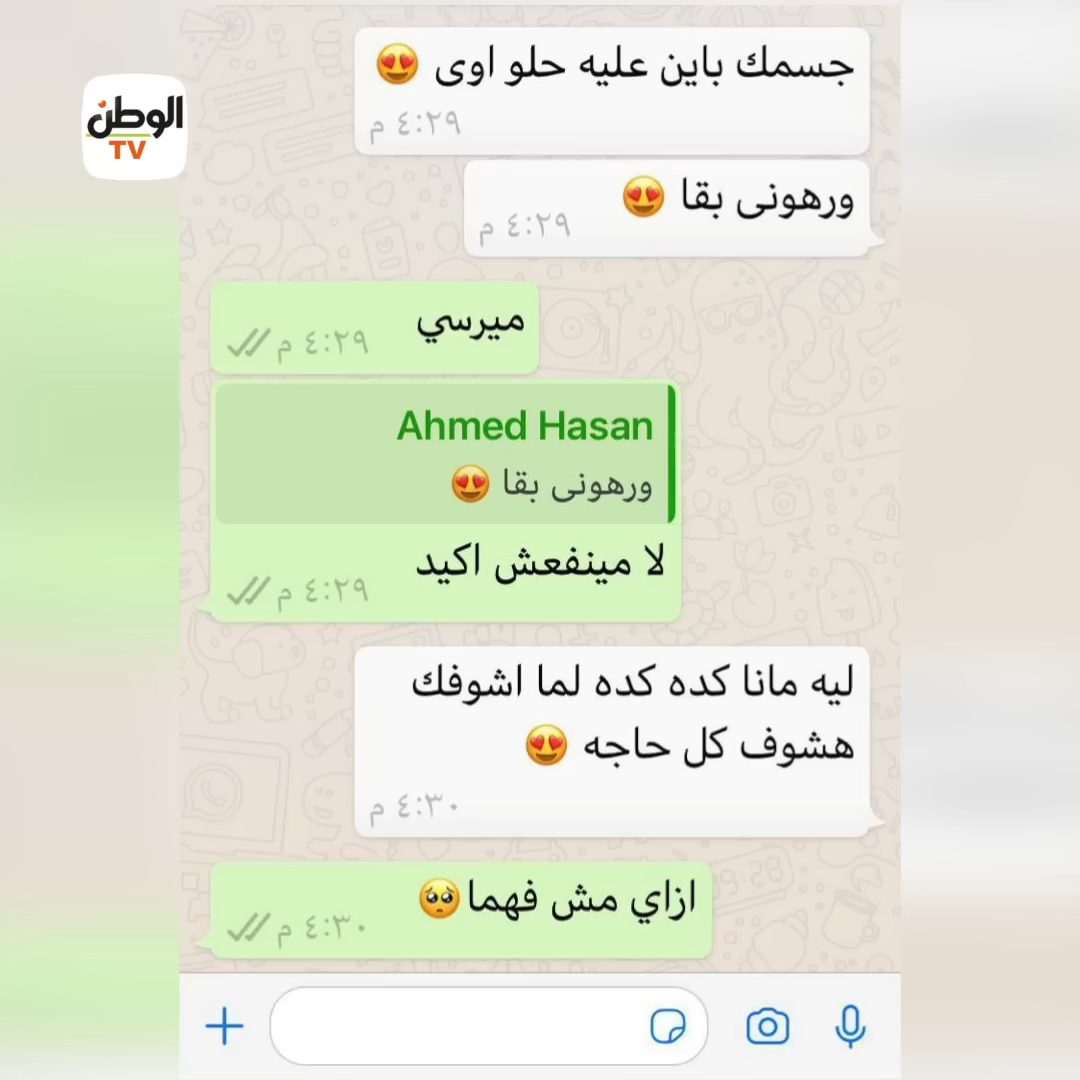 جسمك باين عليه حلو اوى 😍
٤:٢٩ م
الوطن
TV
ورهونى بقا 😍
٤:٢٩ م
ميرسي
٤:٢٩ م
Ahmed Hasan
ورهونى بقا 😍
لا مينفعش اكيد
٤:٢٩ م
ليه مانا كده كده لما اشوفك
هشوف كل حاجه 😍
٤:٣٠ م
ازاي مش فهما🥺
٤:٣٠ م